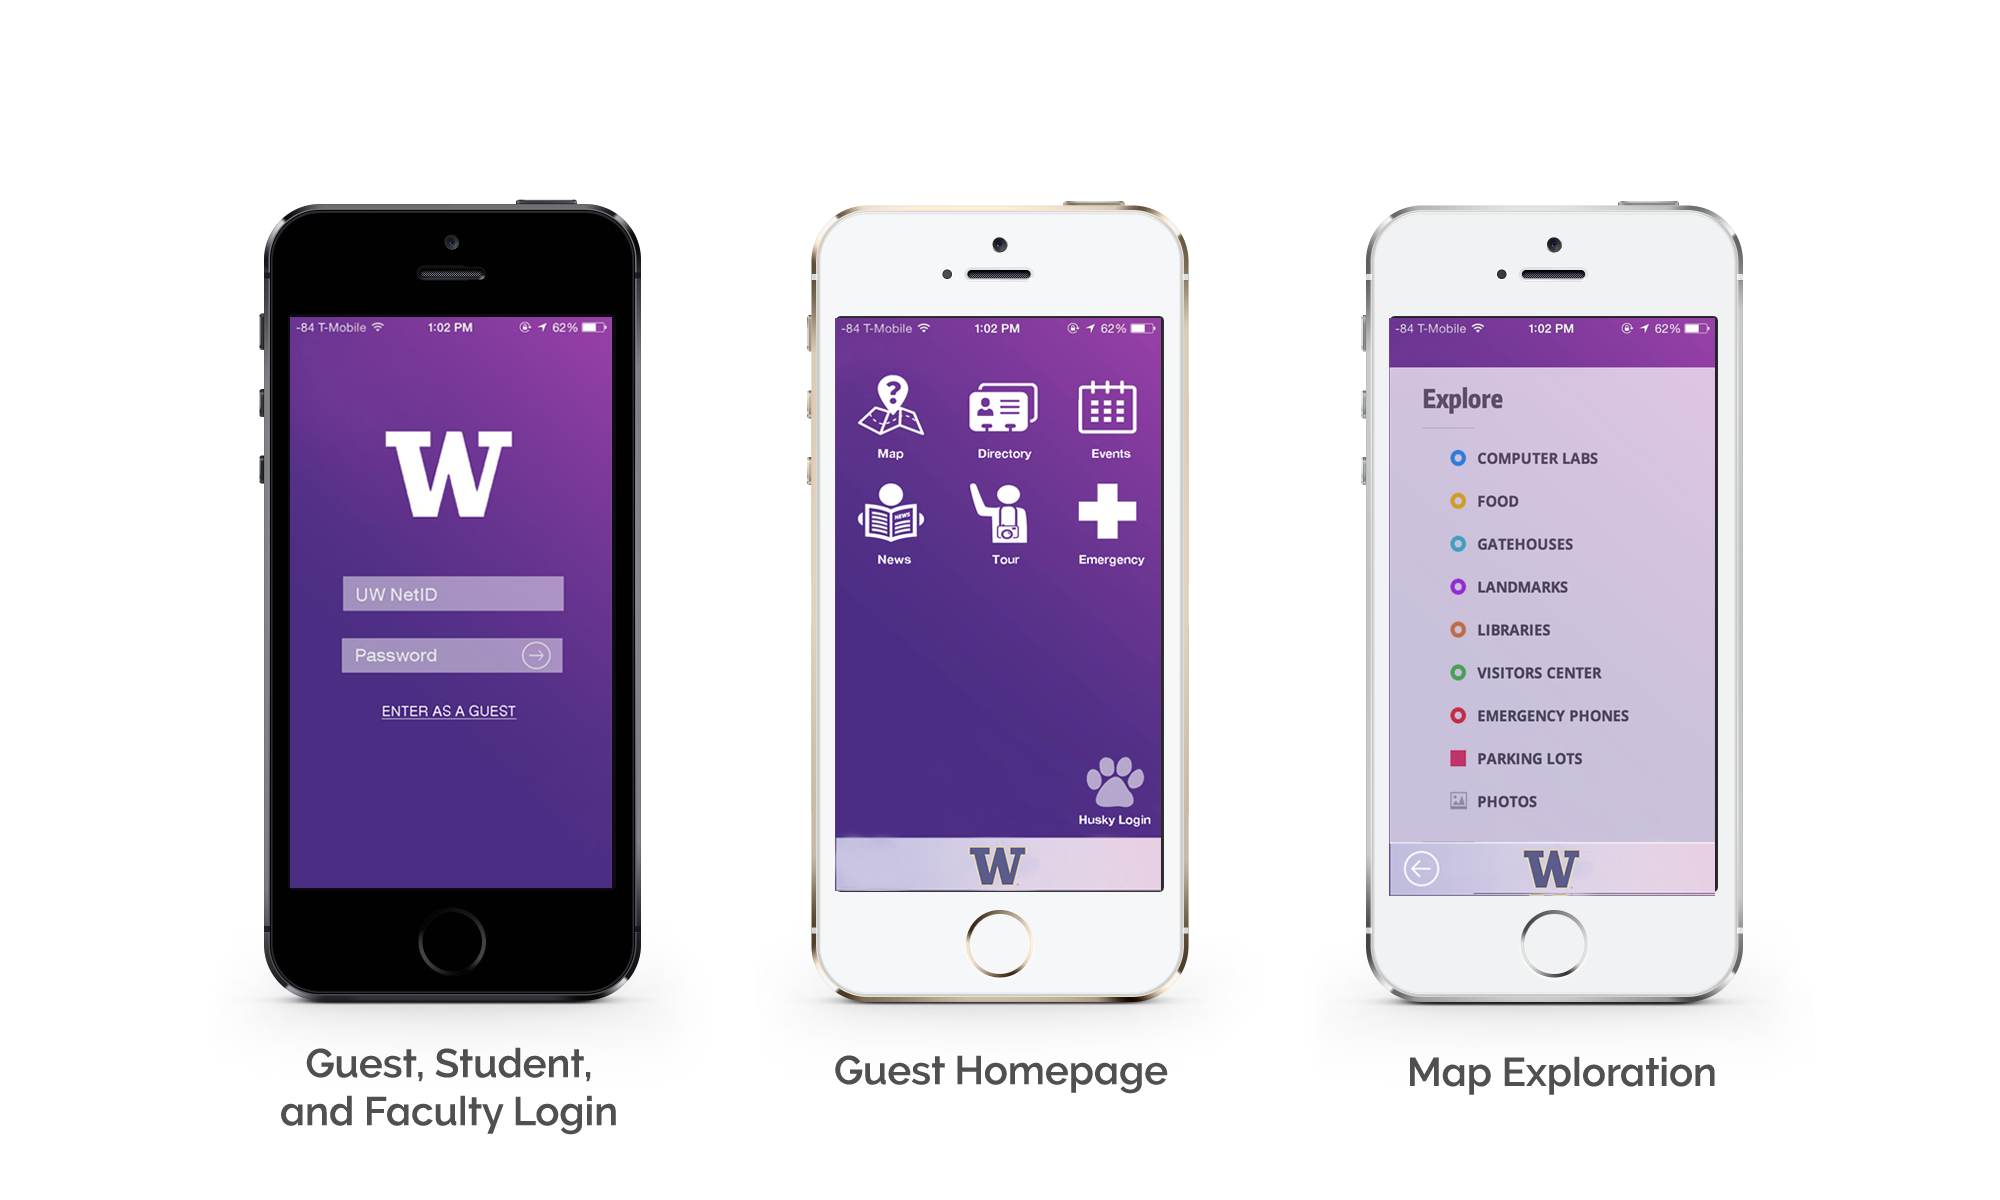 -84 T-Mobile 1:02 PM 62%
W
UW NetID
Password
ENTER AS A GUEST
Guest, Student,
and Faculty Login
-84 T-Mobile 1:02 PM 62%
Map Directory Events
NEWS
News Tour Emergency
Husky Login
W
Guest Homepage
-84 T-Mobile 1:02 PM 62%
Explore
COMPUTER LABS
FOOD
GATEHOUSES
LANDMARKS
LIBRARIES
VISITORS CENTER
EMERGENCY PHONES
PARKING LOTS
PHOTOS
W
Map Exploration